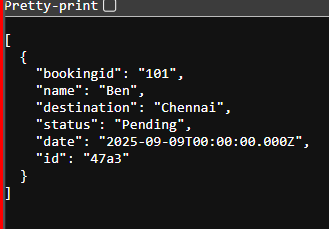 Pretty-print
[
  {
    "bookingid": "101",
    "name": "Ben",
    "destination": "Chennai",
    "status": "Pending",
    "date": "2025-09-09T00:00:00.000Z",
    "id": "47a3"
  }
]